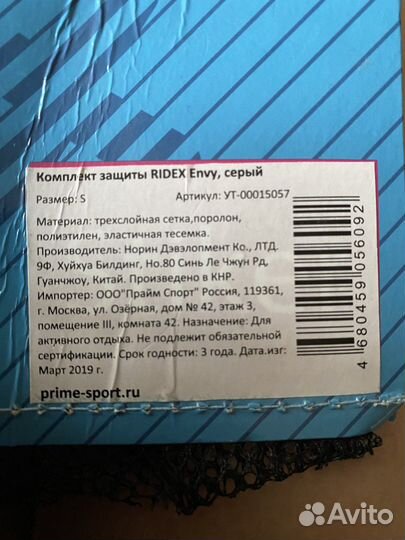 Комплект защиты RIDEX Envy, серый
Размер: S Артикул: УТ-00015057
Материал: трехслойная сетка,поролон,
полиэтилен, эластичная тесемка.
Производитель: Норин Дэвэлопмент Ко., ЛТД.
9Ф, Хуйхуа Билдинг, Но.80 Синь Ле Чжун Рд,
Гуанчжоу, Китай. Произведено в КНР.
Импортер: ООО"Прайм Спорт" Россия, 119361,
г. Москва, ул. Озёрная, дом № 42, этаж 3,
помещение III, комната 42. Назначение: Для
активного отдыха. Не подлежит обязательной
сертификации. Срок годности: 3 года. Дата.изг:
Март 2019 г.
prime-sport.ru
4 680459 056092
Avito